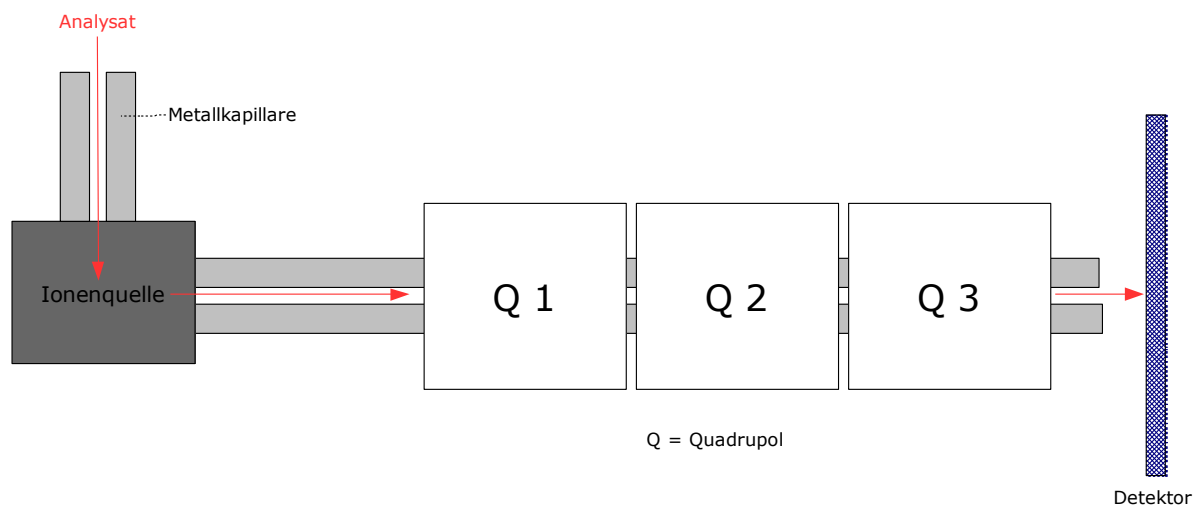 Analysat
Metallkapillare
Ionenquelle
Q 1
Q 2
Q 3
Q = Quadrupol
Detektor